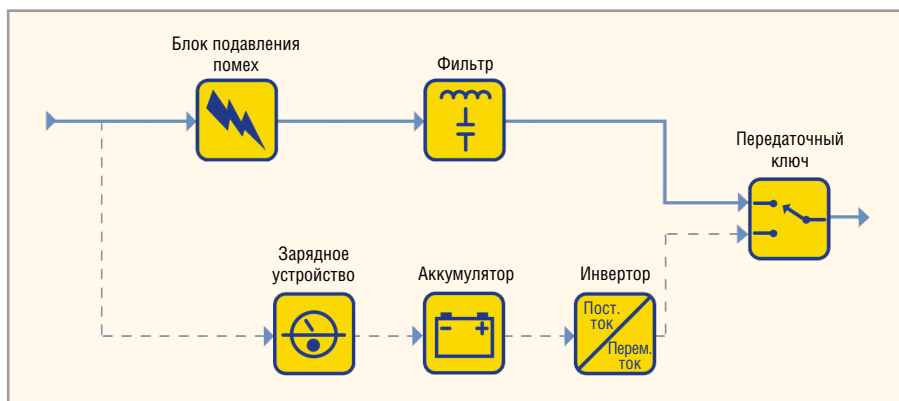 Блок подавления
помех
Фильтр
Передаточный
ключ
Зарядное
устройство
Аккумулятор
Инвертор
Пост.
ток
Перем.
ток